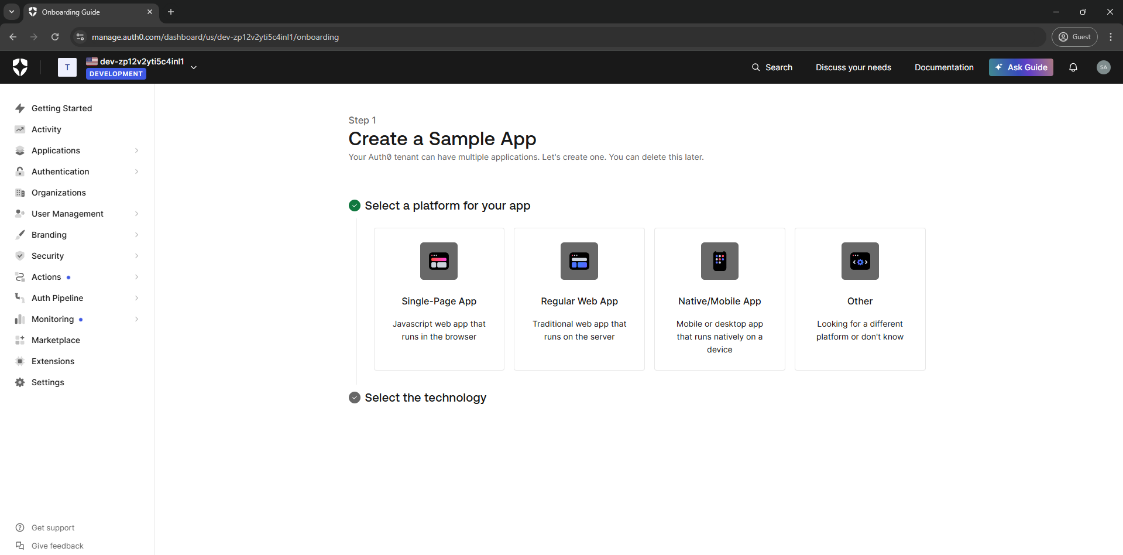 Onboarding Guide
manage.auth0.com/dashboard/us/dev-zp12v2yti5c4inl1/onboarding
Guest
T
dev-zp12v2yti5c4inl1
DEVELOPMENT
Search
Discuss your needs
Documentation
Ask Guide
SA
Getting Started
Activity
Applications
Authentication
Organizations
User Management
Branding
Security
Actions
Auth Pipeline
Monitoring
Marketplace
Extensions
Settings
Get support
Give feedback
Step 1
Create a Sample App
Your Auth0 tenant can have multiple applications. Let's create one. You can delete this later.
Select a platform for your app
Single-Page App
Javascript web app that
runs in the browser
Regular Web App
Traditional web app that
runs on the server
Native/Mobile App
Mobile or desktop app
that runs natively on a
device
Other
Looking for a different
platform or don't know
Select the technology